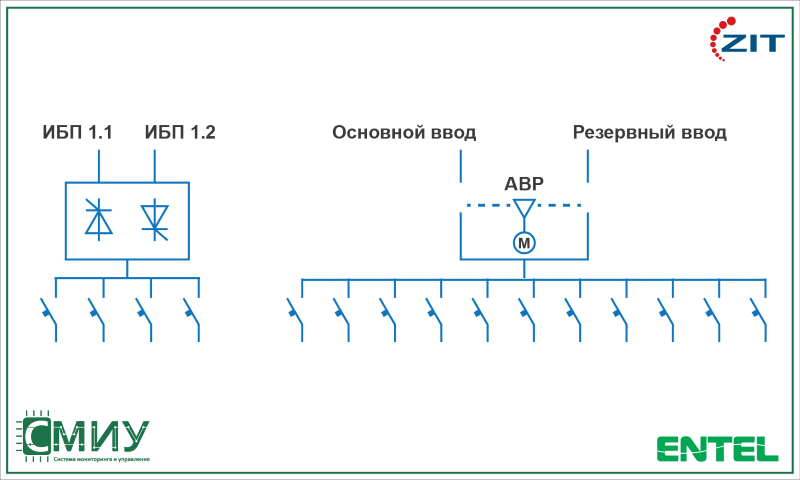 ZIT
ИБП 1.1 ИБП 1.2 Основной ввод Резервный ввод
АВР
М
СМИУ
Система мониторинга и управления
ENTEL